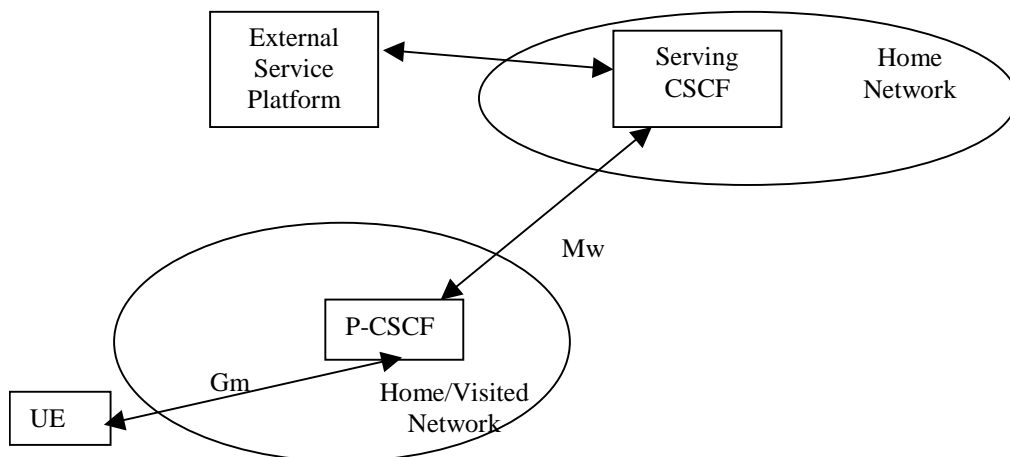 External
Service
Platform
Serving
CSCF
Home
Network
Mw
P-CSCF
Gm
Home/Visited
Network
UE